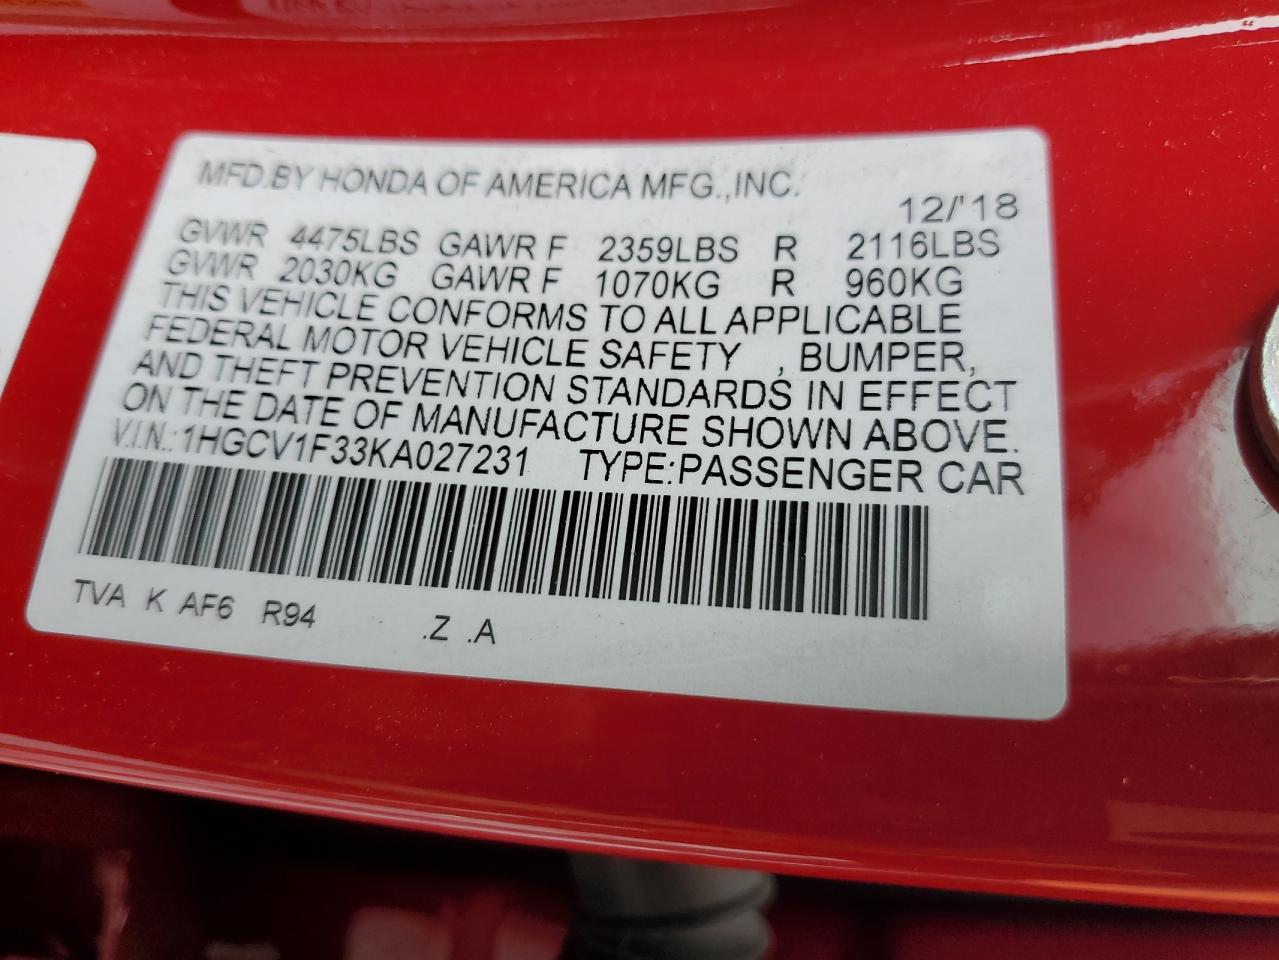 MFD.BY HONDA OF AMERICA MFG.,INC.
12/'18
GVWR 4475LBS GAWR F 2359LBS R 2116LBS
GVWR 2030KG GAWR F 1070KG R 960KG
THIS VEHICLE CONFORMS TO ALL APPLICABLE
FEDERAL MOTOR VEHICLE SAFETY , BUMPER,
AND THEFT PREVENTION STANDARDS IN EFFECT
ON THE DATE OF MANUFACTURE SHOWN ABOVE.
V.I.N.: 1HGCV1F33KA027231 TYPE:PASSENGER CAR
TVA K AF6 R94 .Z .A